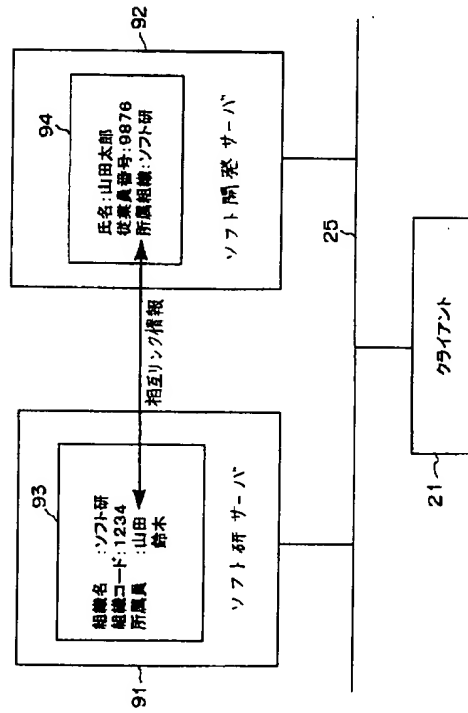 91
93
組織名 :ソフト研
組織コード:1234
所属員 :山田
鈴木
ソフト研サーバ
相互リンク情報
92
94
氏名:山田太郎
従業員番号:9876
所属組織:ソフト研
ソフト開発サーバ
25
21
クライアント